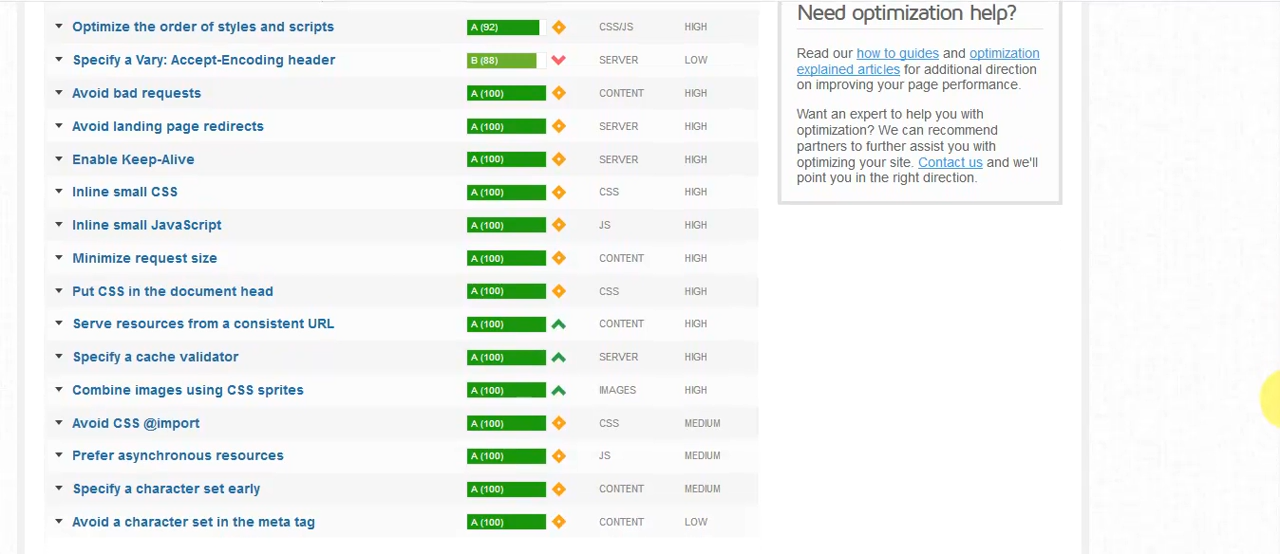 Optimize the order of styles and scripts A (92) CSS/JS HIGH
Specify a Vary: Accept-Encoding header B (88) SERVER LOW
Avoid bad requests A (100) CONTENT HIGH
Avoid landing page redirects A (100) SERVER HIGH
Enable Keep-Alive A (100) SERVER HIGH
Inline small CSS A (100) CSS HIGH
Inline small JavaScript A (100) JS HIGH
Minimize request size A (100) CONTENT HIGH
Put CSS in the document head A (100) CSS HIGH
Serve resources from a consistent URL A (100) CONTENT HIGH
Specify a cache validator A (100) SERVER HIGH
Combine images using CSS sprites A (100) IMAGES HIGH
Avoid CSS @import A (100) CSS MEDIUM
Prefer asynchronous resources A (100) JS MEDIUM
Specify a character set early A (100) CONTENT MEDIUM
Avoid a character set in the meta tag A (100) CONTENT LOW
Need optimization help?
Read our how to guides and optimization
explained articles for additional direction
on improving your page performance.
Want an expert to help you with
optimization? We can recommend
partners to further assist you with
optimizing your site. Contact us and we'll
point you in the right direction.